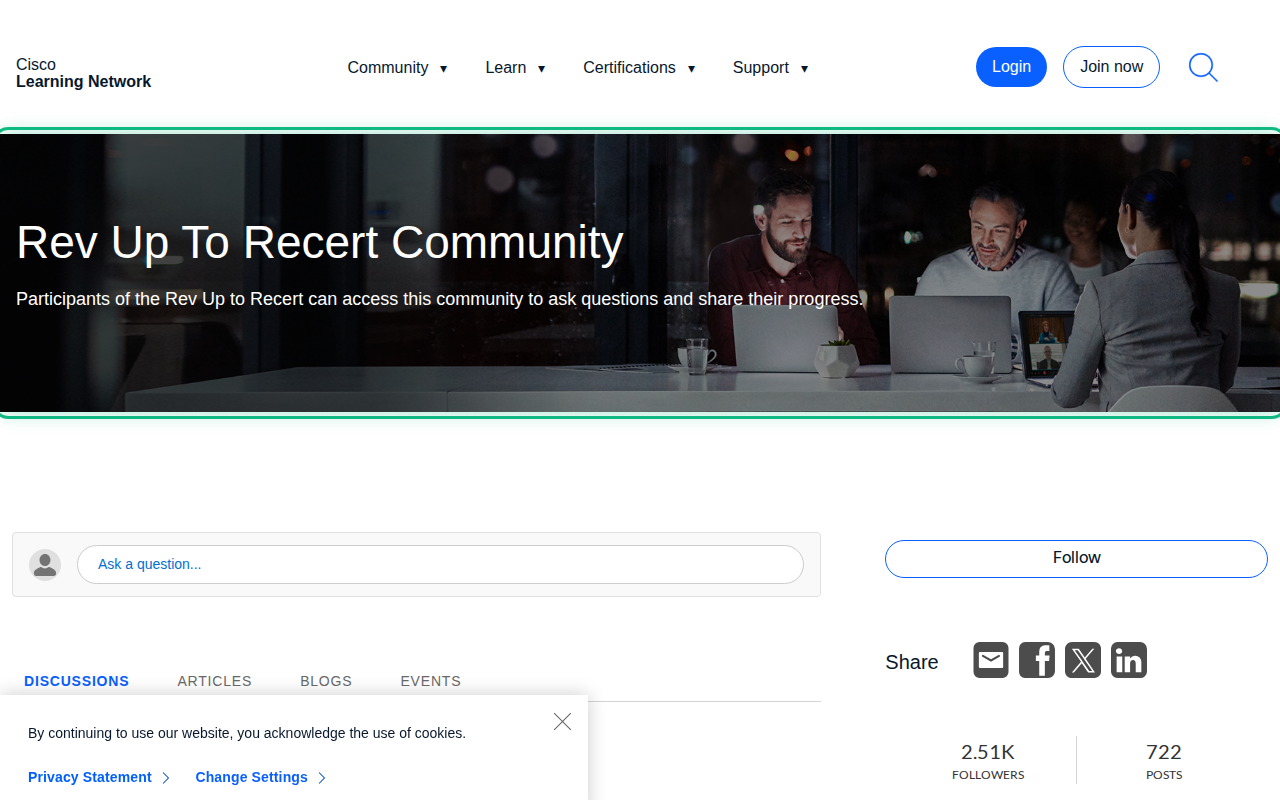 Cisco
Learning Network
Community ▼ Learn ▼ Certifications ▼ Support ▼
Login
Join now
Rev Up To Recert Community
Participants of the Rev Up to Recert can access this community to ask questions and share their progress.
Ask a question...
Follow
Share
DISCUSSIONS ARTICLES BLOGS EVENTS
By continuing to use our website, you acknowledge the use of cookies.
Privacy Statement
Change Settings
2.51K
FOLLOWERS
722
POSTS